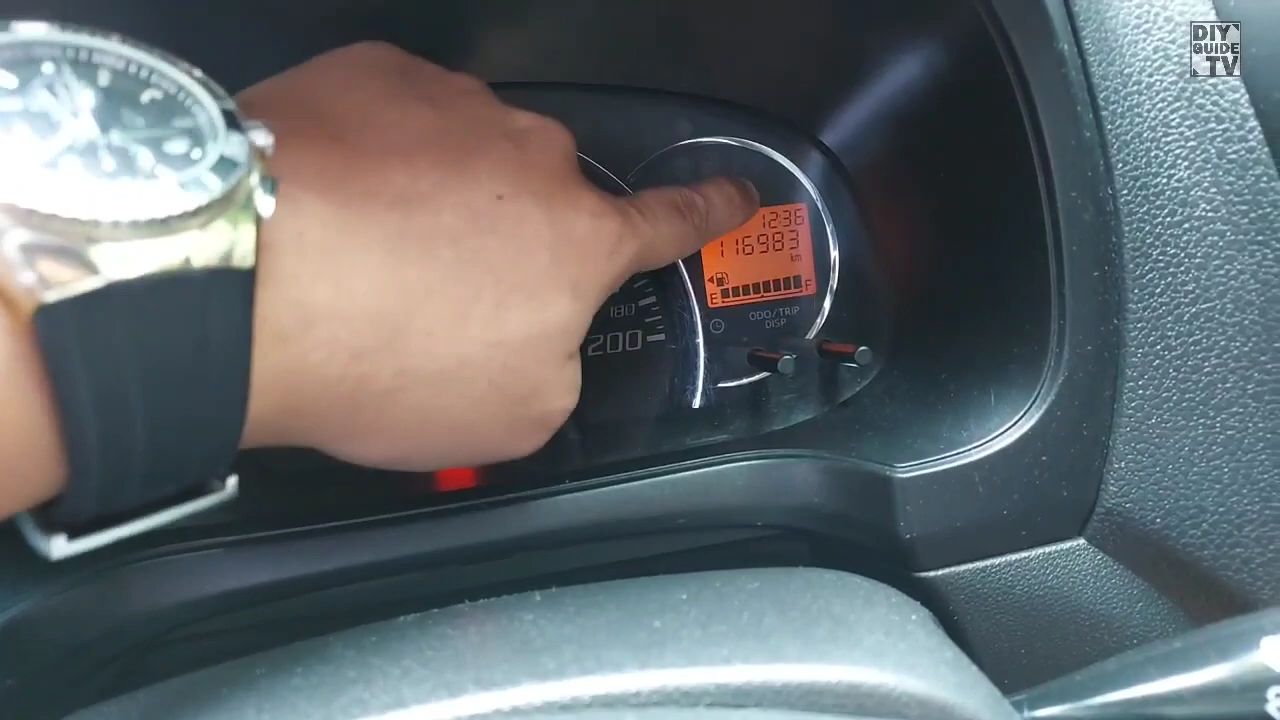 DIY
GUIDE
TV
12:36
116983
km
E F
180
200
ODO/TRIP
DISP